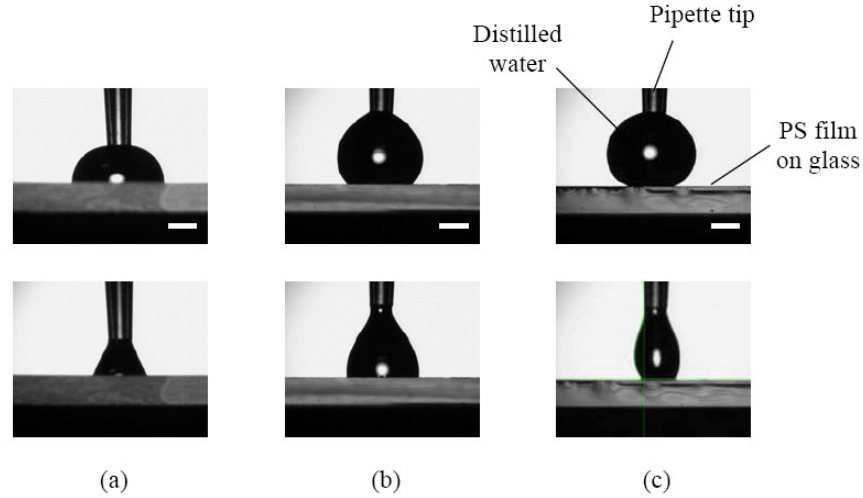 Pipette tip
Distilled
water
PS film
on glass
(a)
(b)
(c)